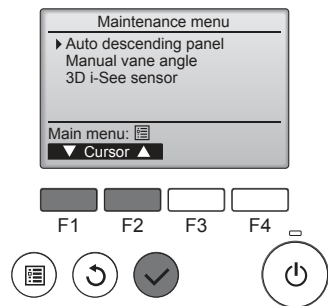 Maintenance menu
Auto descending panel
Manual vane angle
3D i-See sensor
Main menu:
▼ Cursor ▲
F1 F2 F3 F4